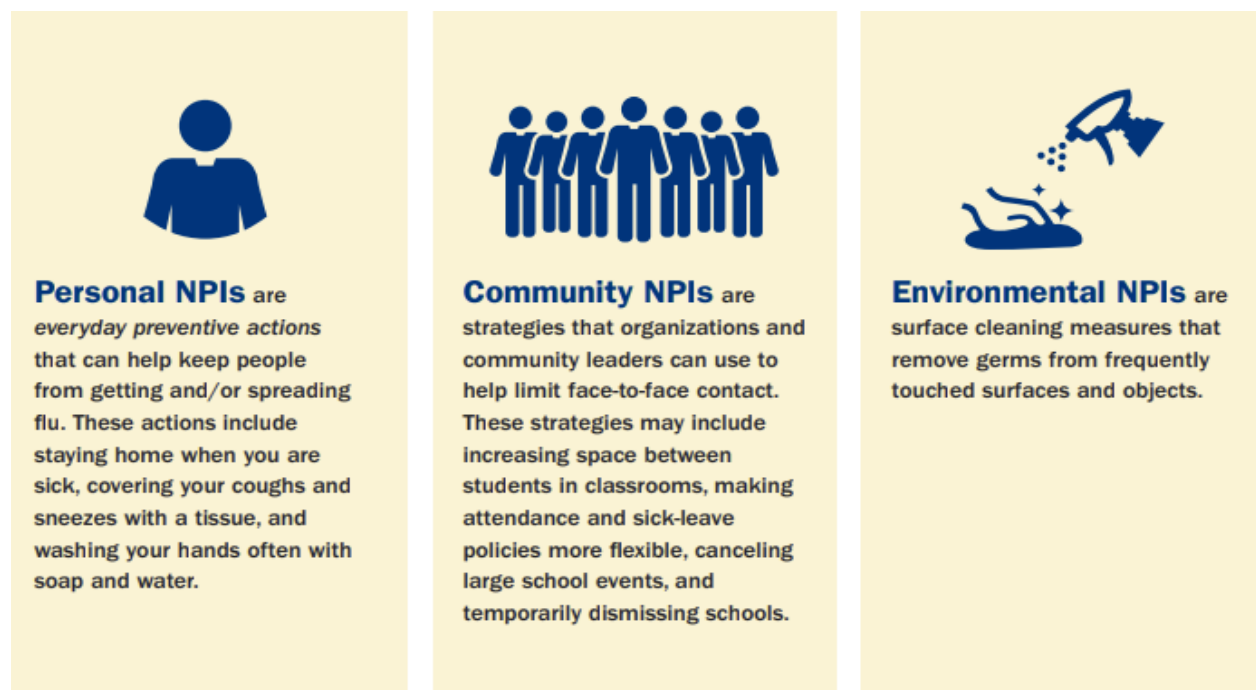 Personal NPIs are
everyday preventive actions
that can help keep people
from getting and/or spreading
flu. These actions include
staying home when you are
sick, covering your coughs and
sneezes with a tissue, and
washing your hands often with
soap and water.
Community NPIs are
strategies that organizations and
community leaders can use to
help limit face-to-face contact.
These strategies may include
increasing space between
students in classrooms, making
attendance and sick-leave
policies more flexible, canceling
large school events, and
temporarily dismissing schools.
Environmental NPIs are
surface cleaning measures that
remove germs from frequently
touched surfaces and objects.